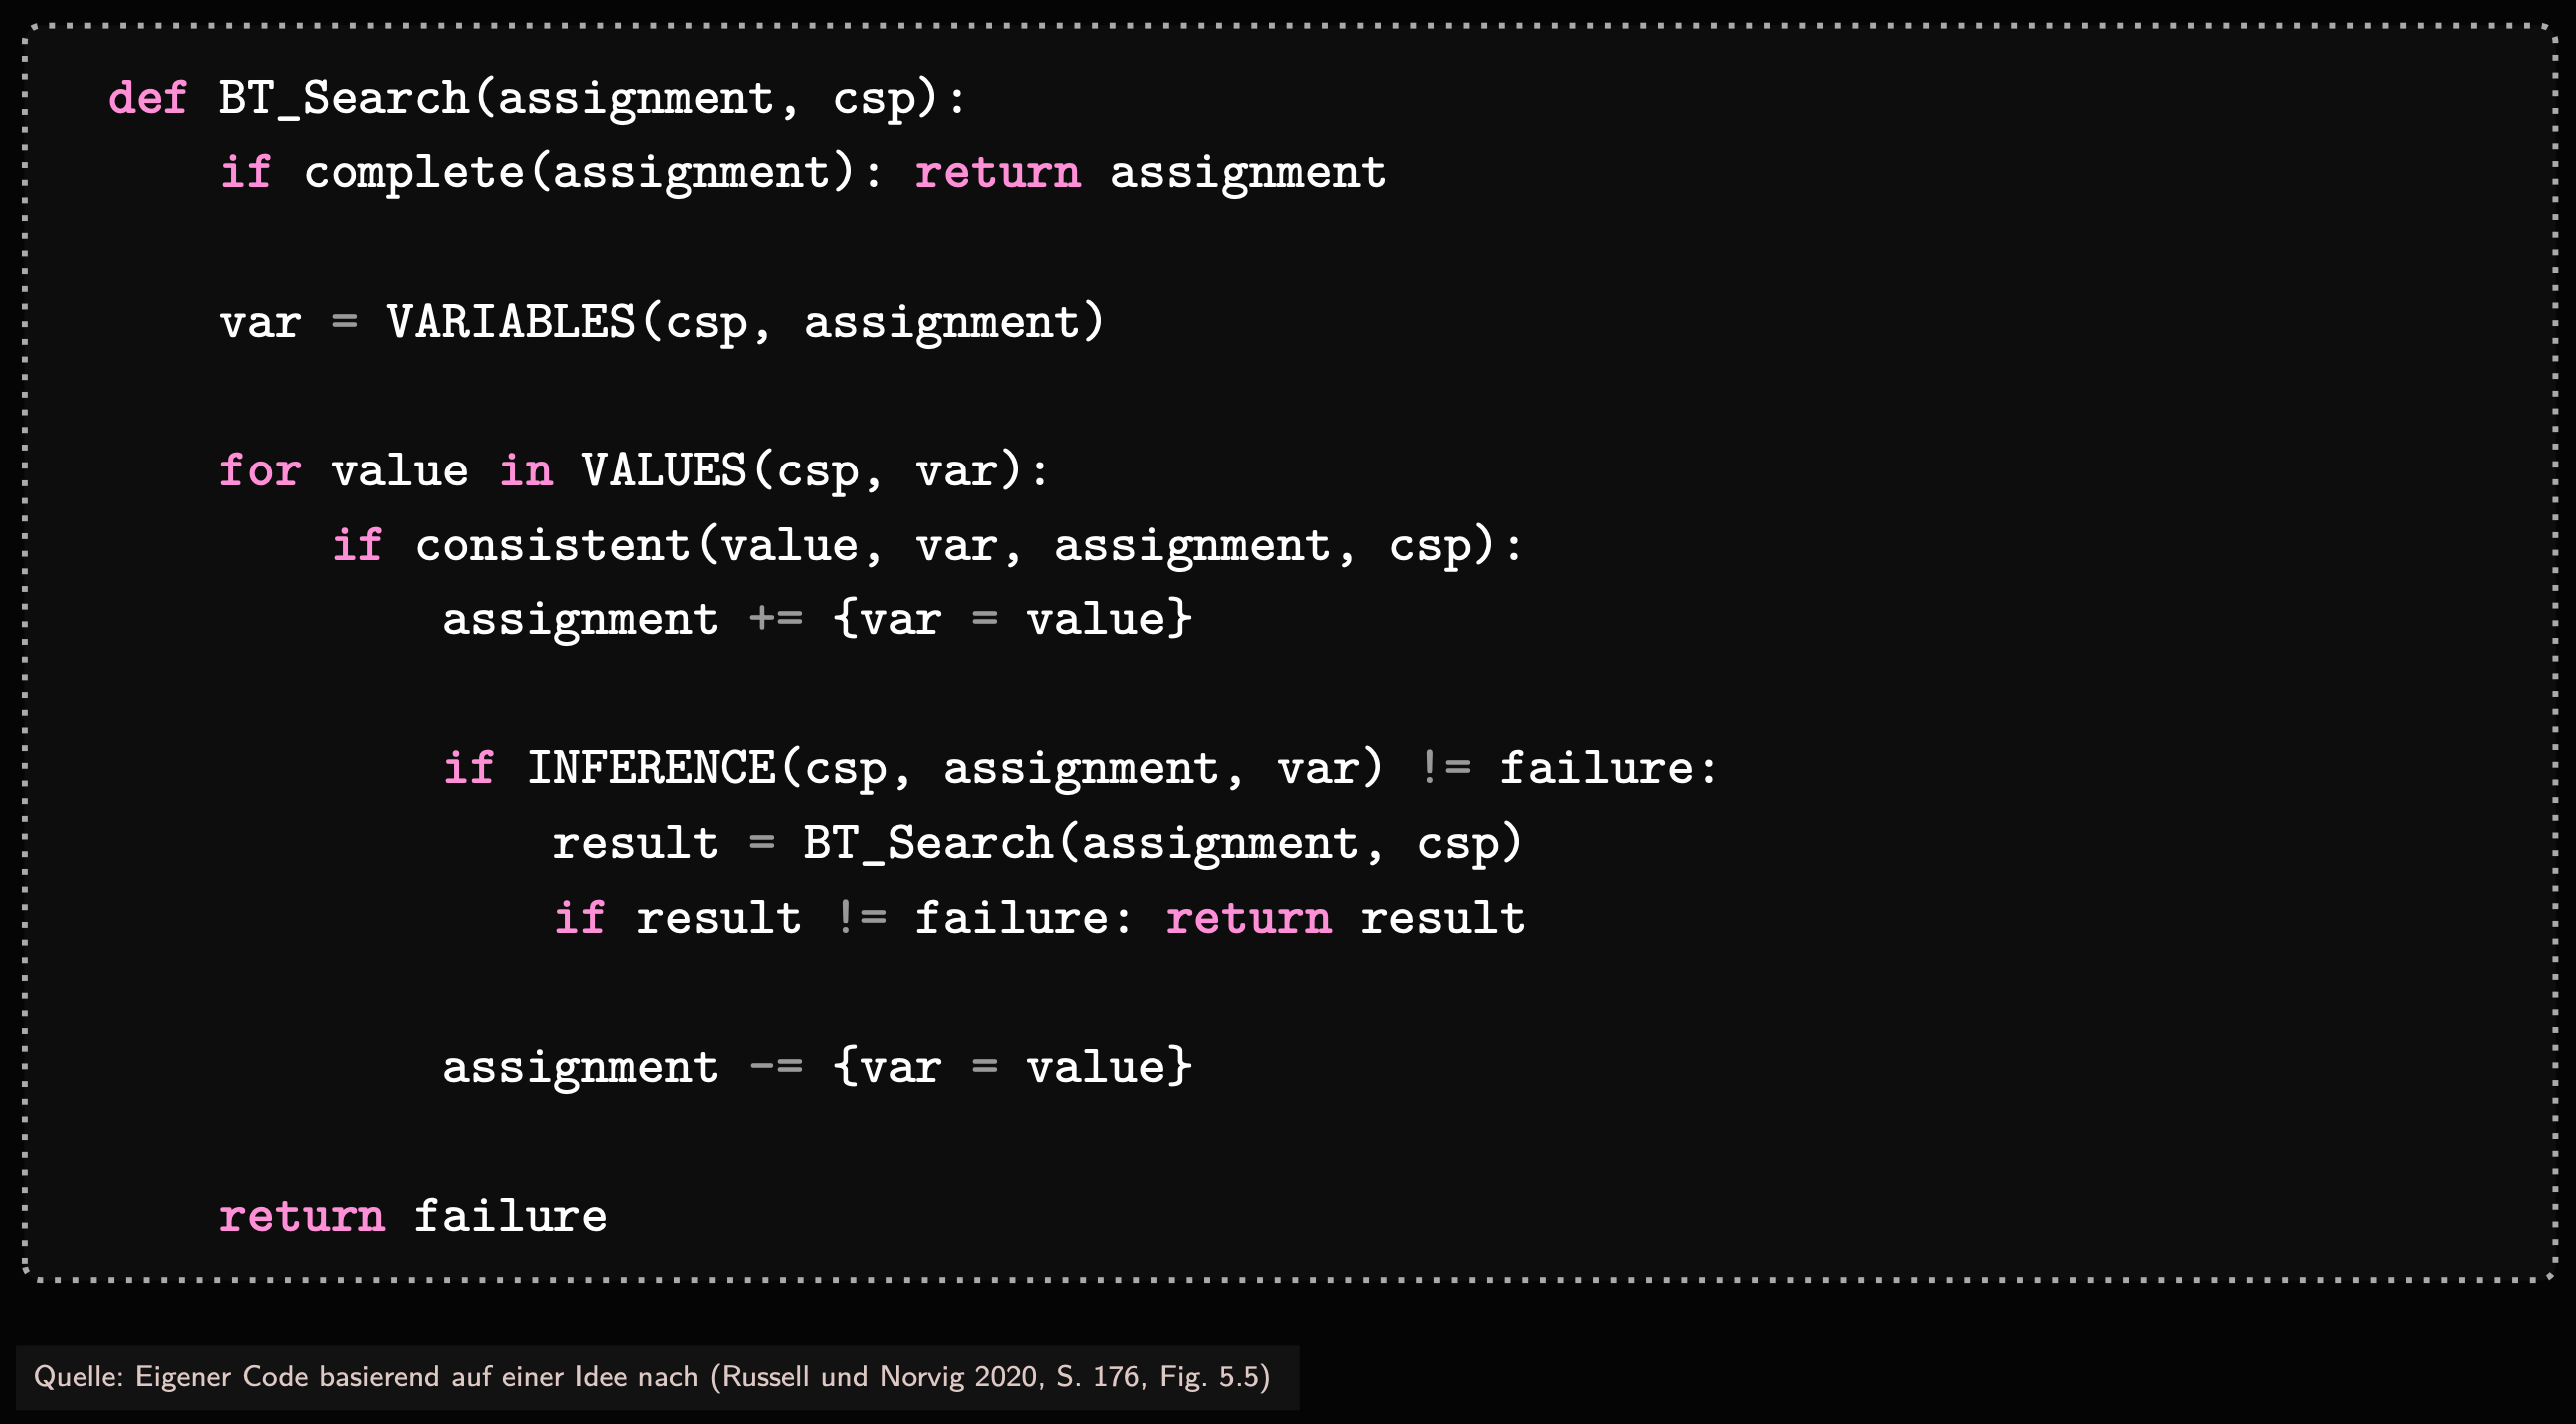 def BT_Search(assignment, csp):
    if complete(assignment): return assignment

    var = VARIABLES(csp, assignment)

    for value in VALUES(csp, var):
        if consistent(value, var, assignment, csp):
            assignment += {var = value}

            if INFERENCE(csp, assignment, var) != failure:
                result = BT_Search(assignment, csp)
                if result != failure: return result

            assignment -= {var = value}

    return failure
Quelle: Eigener Code basierend auf einer Idee nach (Russell und Norvig 2020, S. 176, Fig. 5.5)